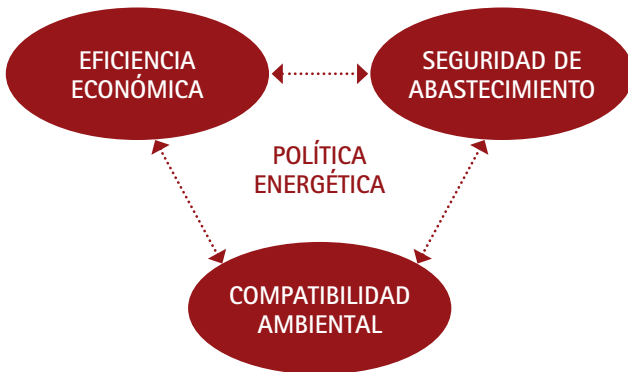 EFICIENCIA
ECONÓMICA
SEGURIDAD DE
ABASTECIMIENTO
POLÍTICA
ENERGÉTICA
COMPATIBILIDAD
AMBIENTAL